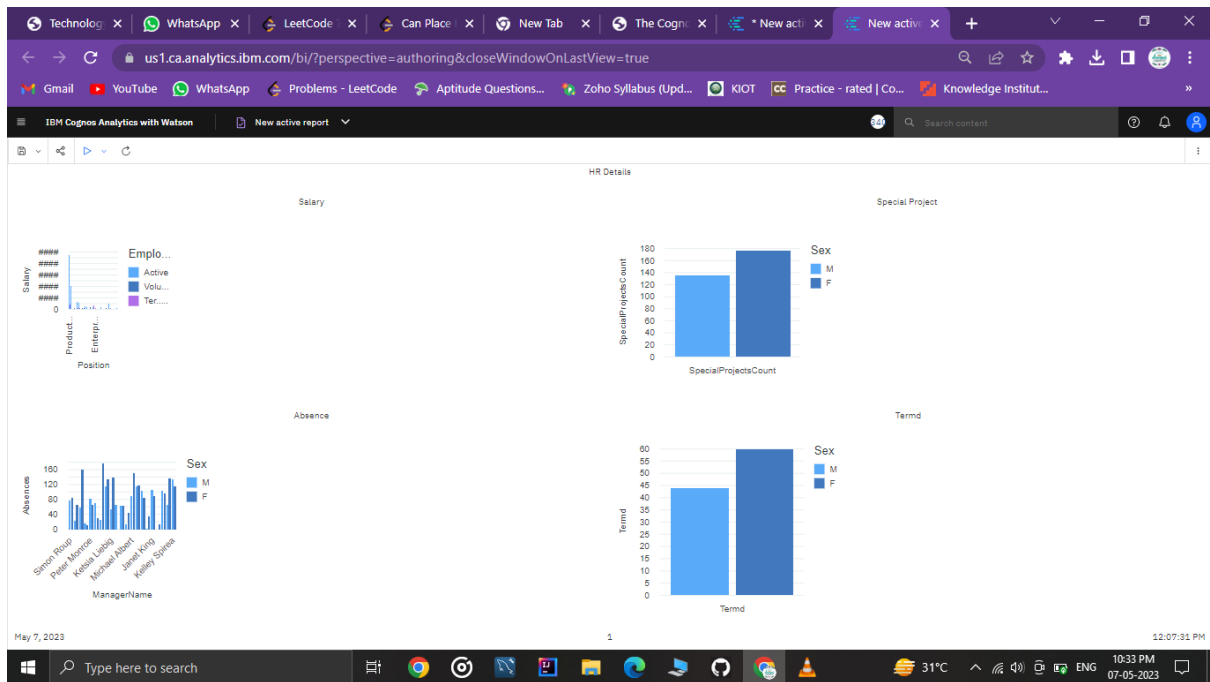 Technolog
WhatsApp
LeetCode
Can Place
New Tab
The Cogno
* New acti
New active
us1.ca.analytics.ibm.com/bi/?perspective=authoring&closeWindowOnLastView=true
Gmail
YouTube
WhatsApp
Problems - LeetCode
Aptitude Questions...
Zoho Syllabus (Upd...
KIOT
Practice - rated | Co...
Knowledge Institut...
»
IBM Cognos Analytics with Watson
New active report
Search content
HR Details
Salary
Special Project
####
####
####
####
####
0
Salary
Product...
Enterpr...
Position
Emplo...
Active
Volu...
Ter.....
180
160
140
120
100
80
60
40
20
0
SpecialProjectsCount
SpecialProjectsCount
Sex
M
F
Absence
Termd
160
120
80
40
0
Absences
Simon Roup
Peter Monroe
Ketsia Liebig
Michael Albert
Janet King
Kelley Spirea
ManagerName
Sex
M
F
60
55
50
45
40
35
30
25
20
15
10
5
0
Termd
Termd
Sex
M
F
May 7, 2023
1
12:07:31 PM
Type here to search
31°C
ENG
10:33 PM
07-05-2023